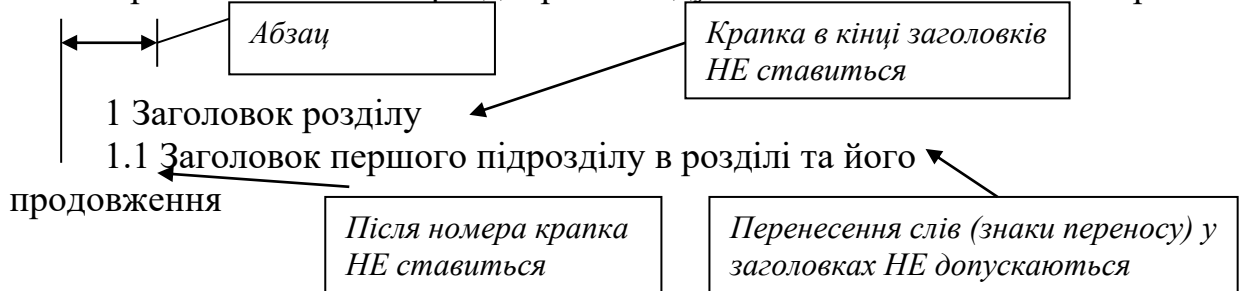 Абзац
Крапка в кінці заголовків
НЕ ставиться
1 Заголовок розділу
1.1 Заголовок першого підрозділу в розділі та його
продовження
Після номера крапка
НЕ ставиться
Перенесення слів (знаки переносу) у
заголовках НЕ допускаються